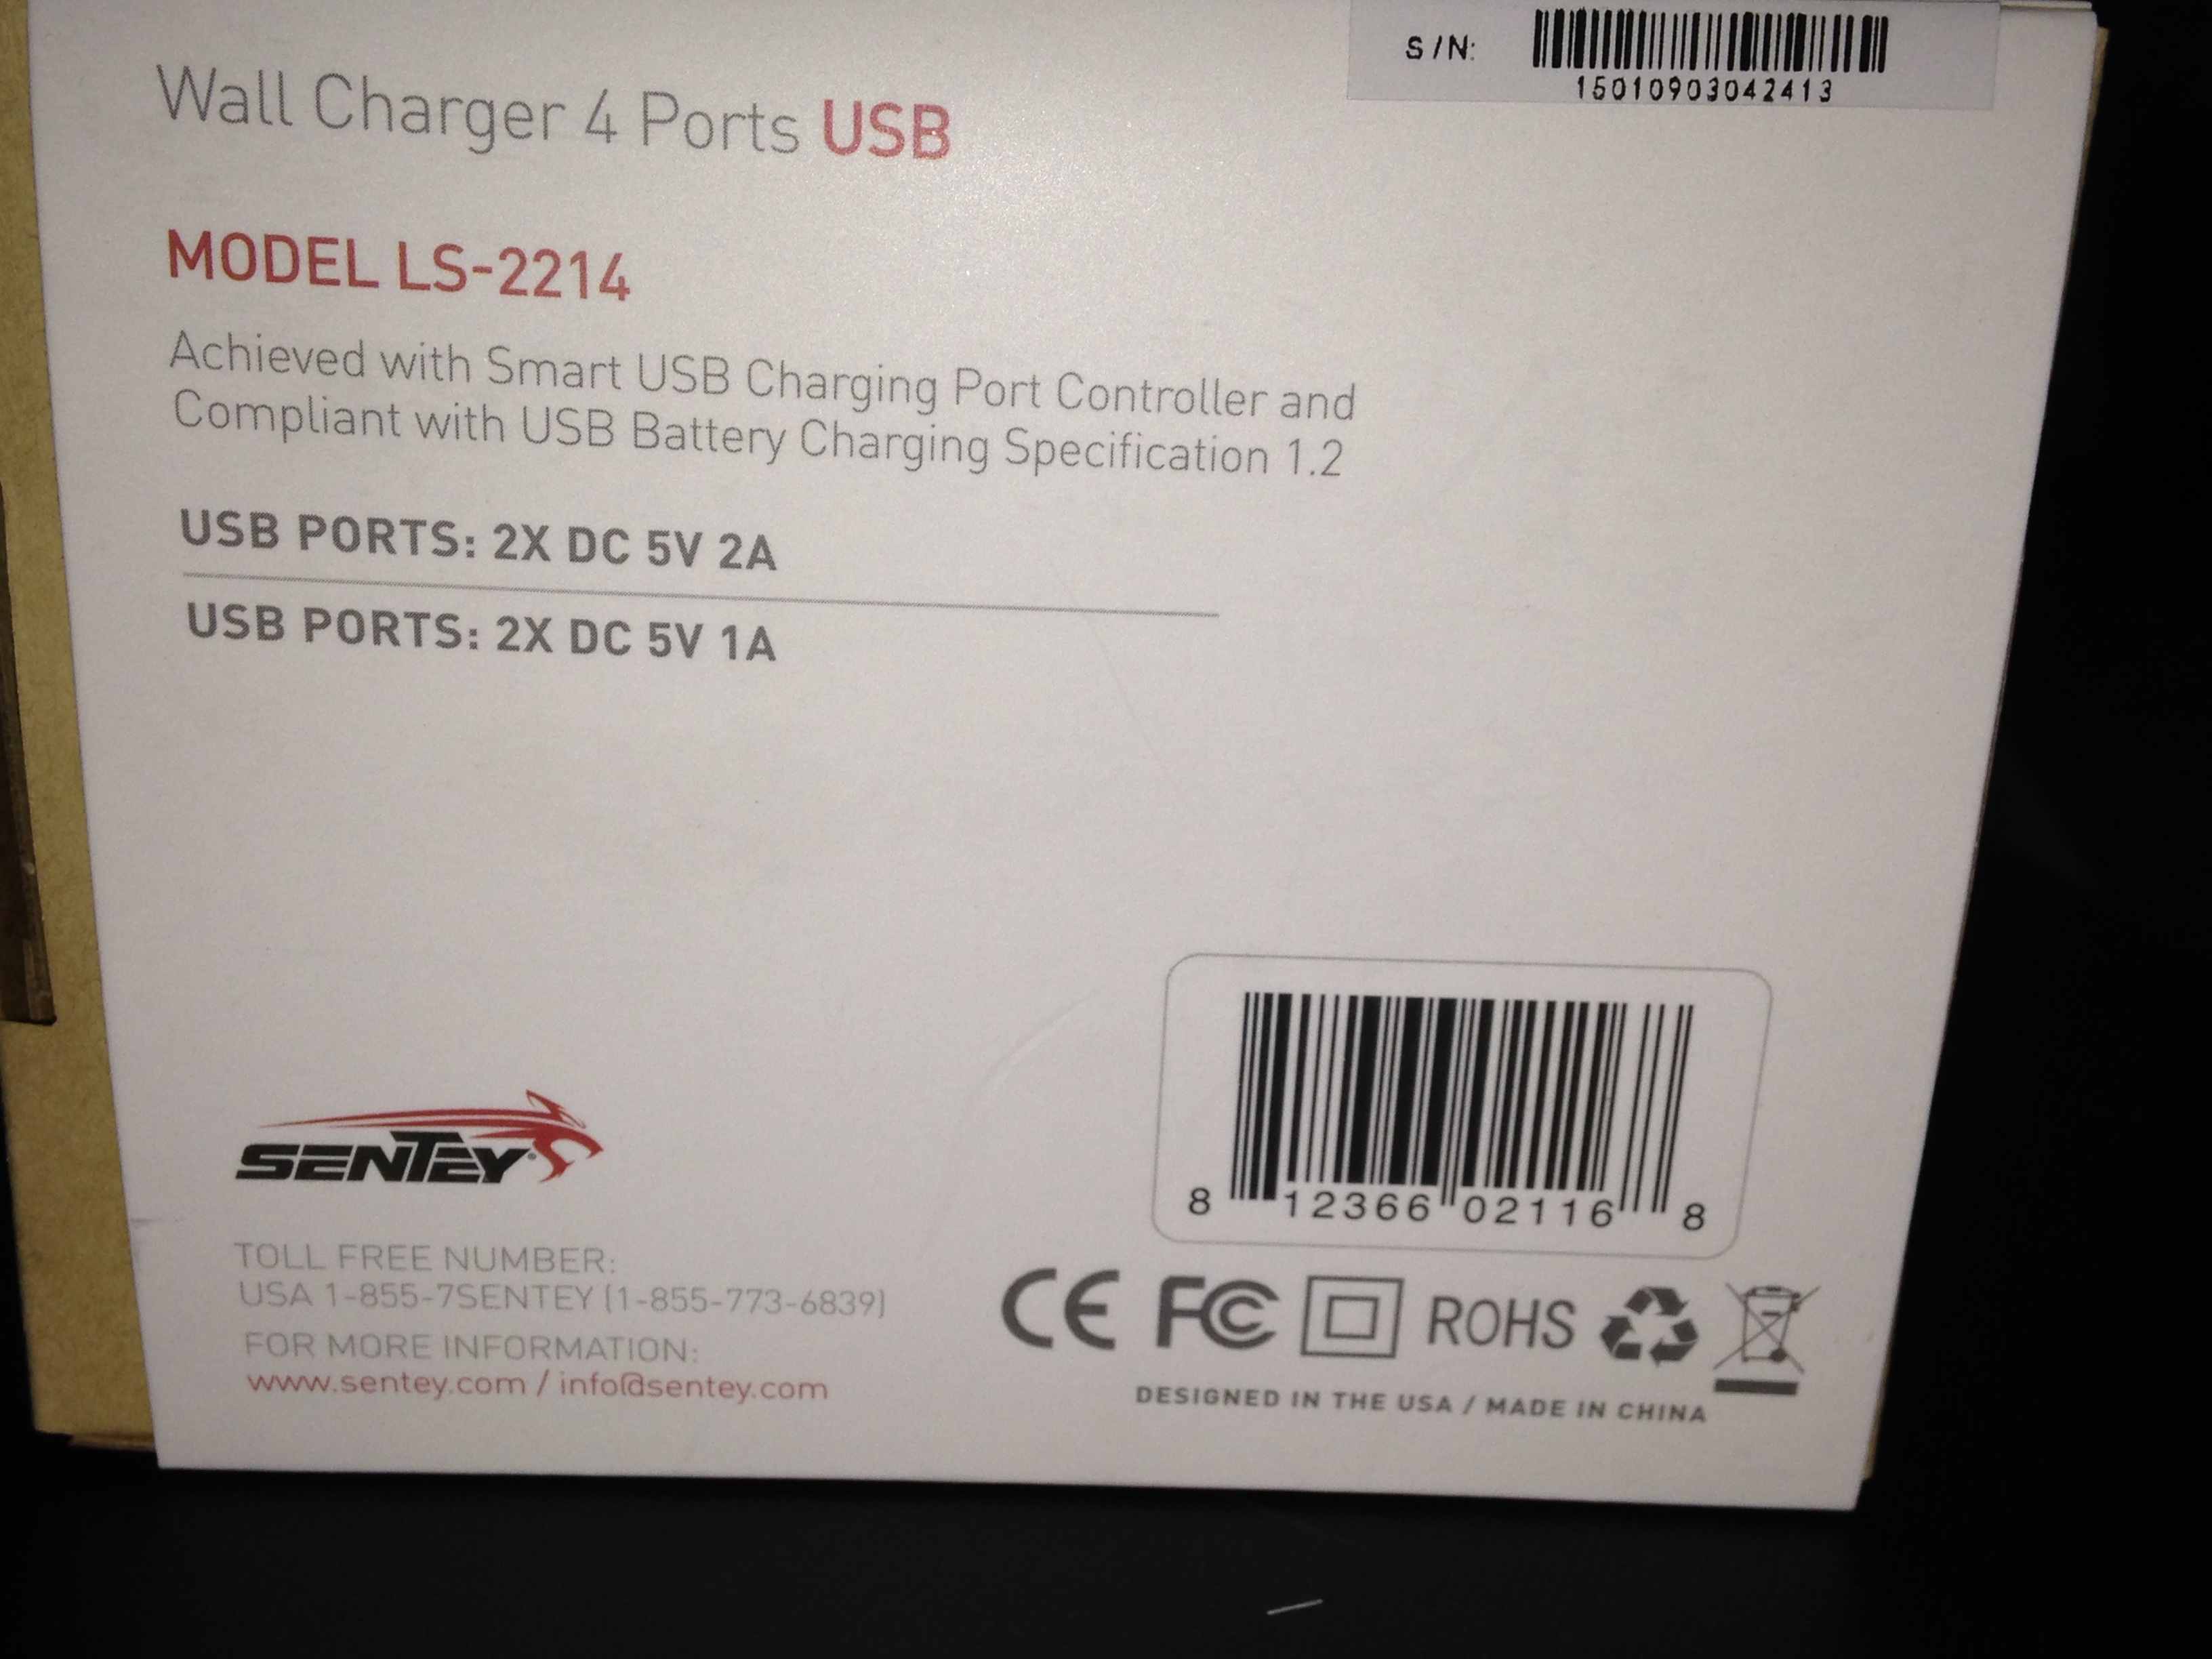 S/N:
15010903042413
Wall Charger 4 Ports USB
MODEL LS-2214
Achieved with Smart USB Charging Port Controller and
Compliant with USB Battery Charging Specification 1.2
USB PORTS: 2X DC 5V 2A
USB PORTS: 2X DC 5V 1A
SENTEY®
TOLL FREE NUMBER:
USA 1-855-7SENTEY (1-855-773-6839)
FOR MORE INFORMATION:
www.sentey.com / info@sentey.com
8 12366 02116 8
CE FC ROHS
DESIGNED IN THE USA / MADE IN CHINA